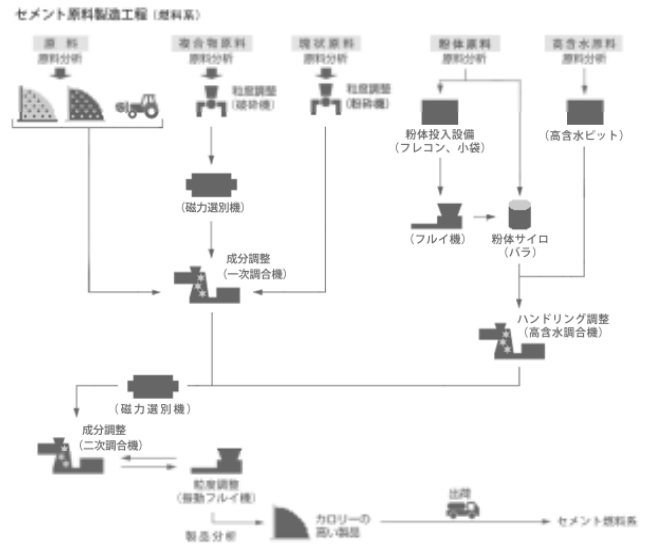 セメント原料製造工程（燃料系）
原　料
原料分析
複合物原料
原料分析
塊状原料
原料分析
粉体原料
原料分析
高含水原料
原料分析
粒度調整
（破砕機）
粒度調整
（粉砕機）
粉体投入設備
（フレコン、小袋）
（高含水ピット）
（磁力選別機）
（フルイ機）
粉体サイロ
（バラ）
成分調整
（一次調合機）
ハンドリング調整
（高含水調合機）
（磁力選別機）
成分調整
（二次調合機）
粒度調整
（振動フルイ機）
製品分析
カロリーの
高い製品
出荷
セメント燃料系